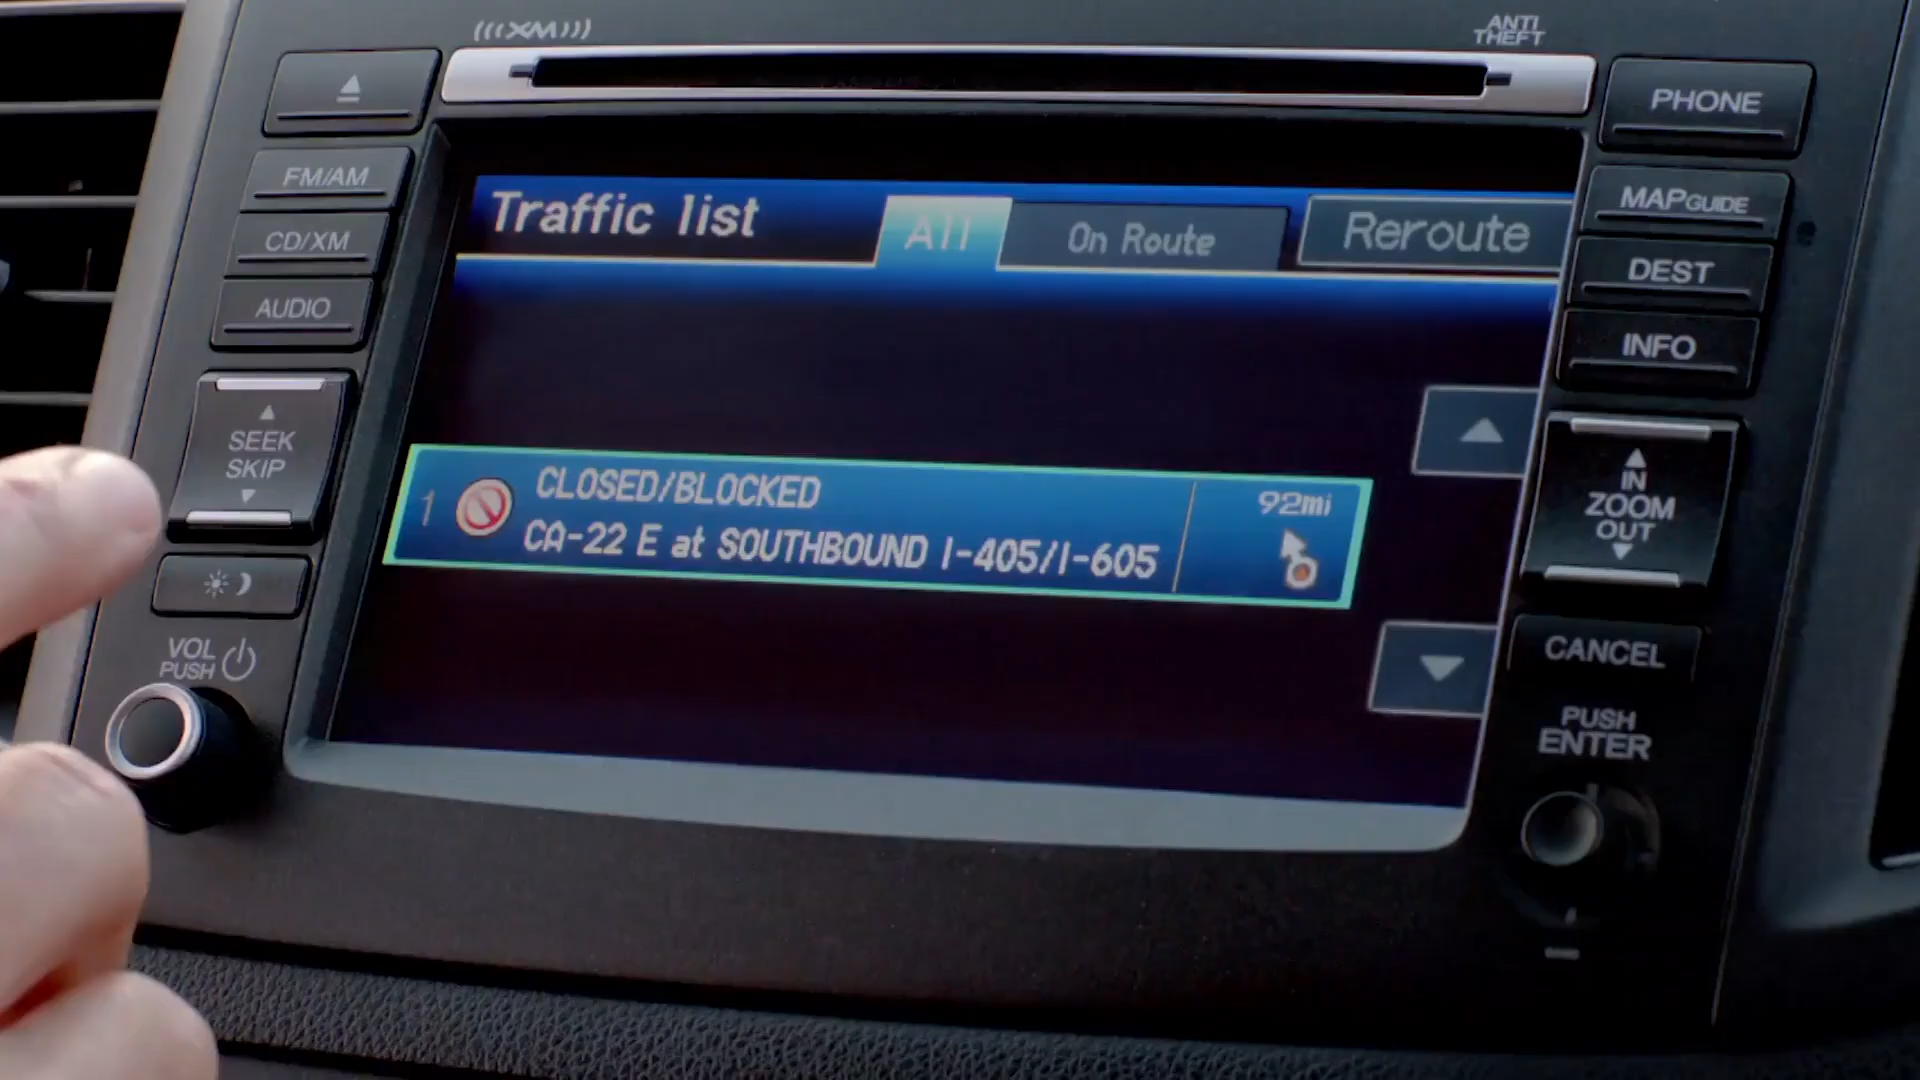 (((XM)))
ANTI
THEFT
PHONE
FM/AM
MAPGUIDE
Traffic list
All
On Route
Reroute
CD/XM
DEST
AUDIO
INFO
SEEK
SKIP
1
CLOSED/BLOCKED
92mi
CA-22 E at SOUTHBOUND I-405/I-605
IN
ZOOM
OUT
VOL
PUSH
CANCEL
PUSH
ENTER